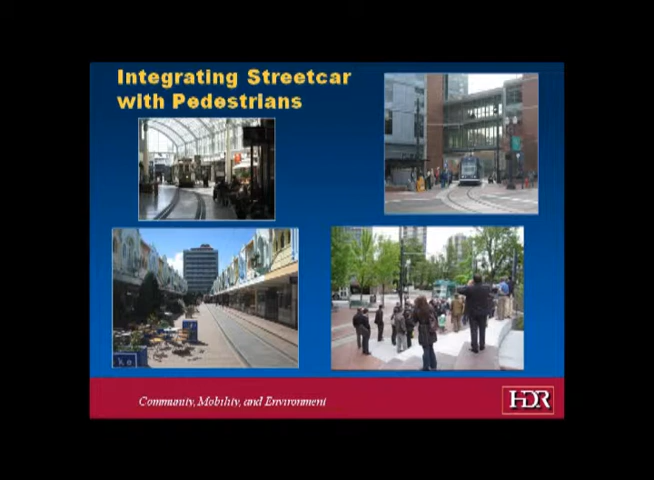 Integrating Streetcar
with Pedestrians
Community, Mobility, and Environment
HDR